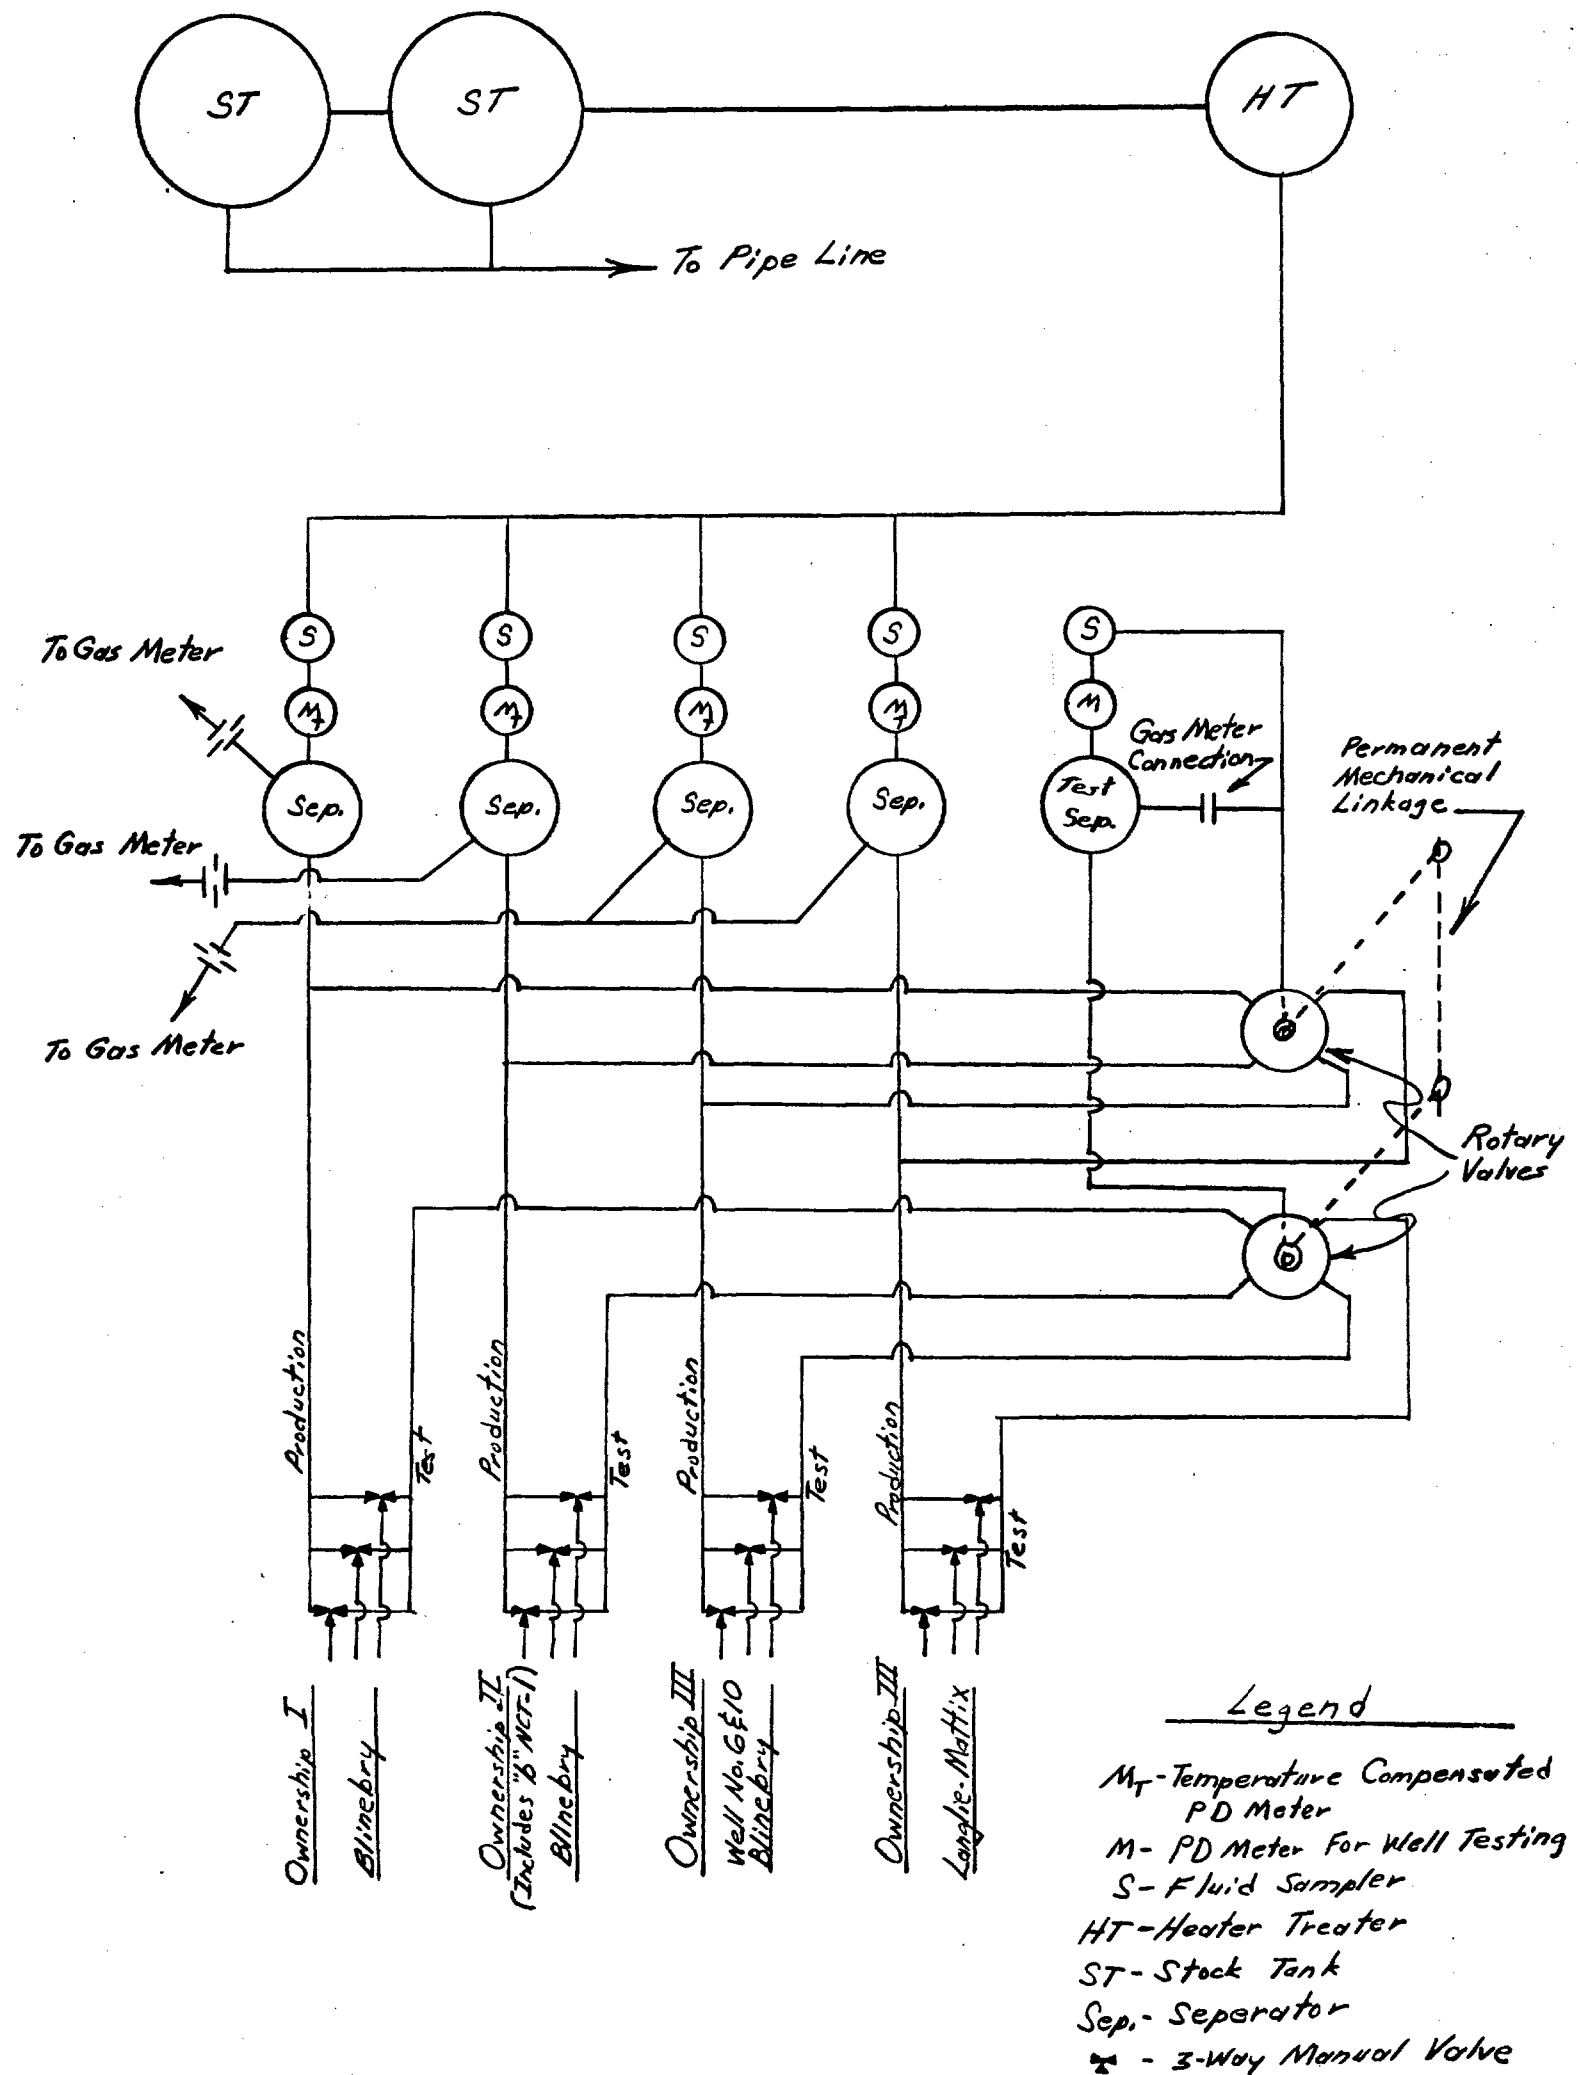 ST
ST
HT
To Pipe Line
S
S
S
S
S
To Gas Meter
MT
MT
MT
MT
M
Gas Meter
Connection
Permanent
Mechanical
Linkage
Sep.
Sep.
Sep.
Sep.
Test
Sep.
To Gas Meter
To Gas Meter
Rotary
Valves
Production
Test
Production
Test
Production
Test
Production
Test
Ownership I
Blinebry
Ownership II
(Includes "b" NCT-1)
Blinebry
Ownership III
Well No. 6 & 10
Blinebry
Ownership III
Langlie-Mattix
Legend
MT - Temperature Compensated
PD Meter
M - PD Meter For Well Testing
S - Fluid Sampler
HT - Heater Treater
ST - Stock Tank
Sep. - Seperator
- 3-Way Manual Valve